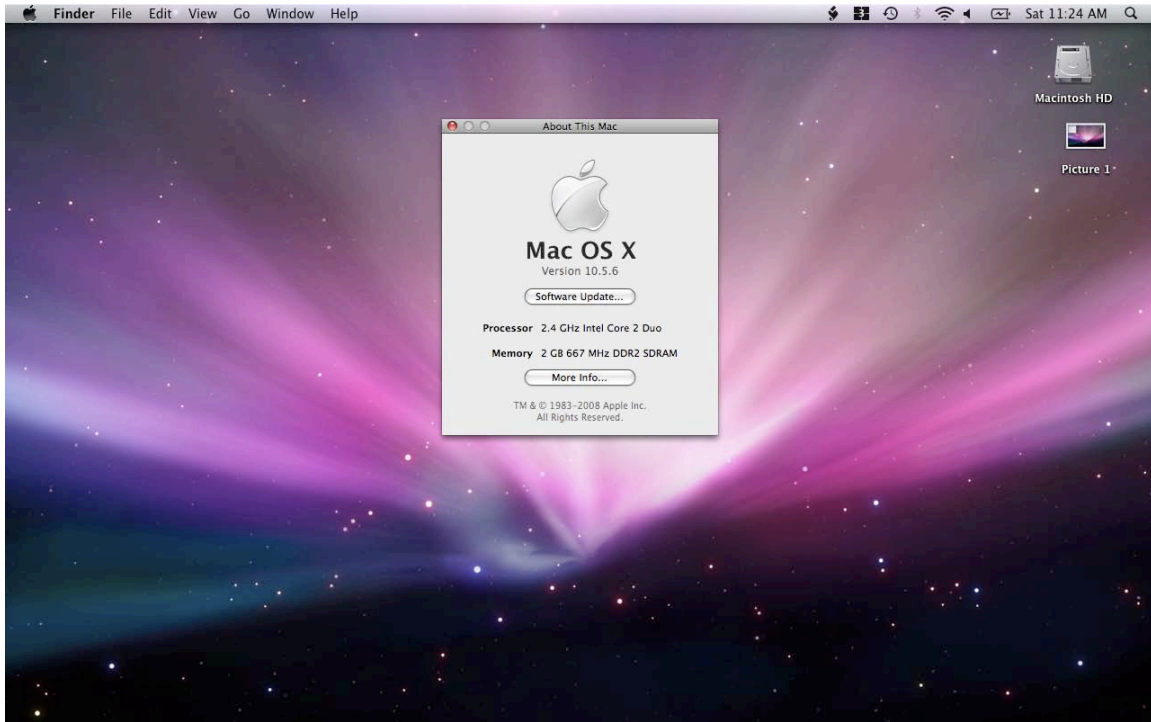 Finder File Edit View Go Window Help
3
Sat 11:24 AM
Macintosh HD
Picture 1
About This Mac
Mac OS X
Version 10.5.6
Software Update...
Processor 2.4 GHz Intel Core 2 Duo
Memory 2 GB 667 MHz DDR2 SDRAM
More Info...
TM & © 1983-2008 Apple Inc.
All Rights Reserved.